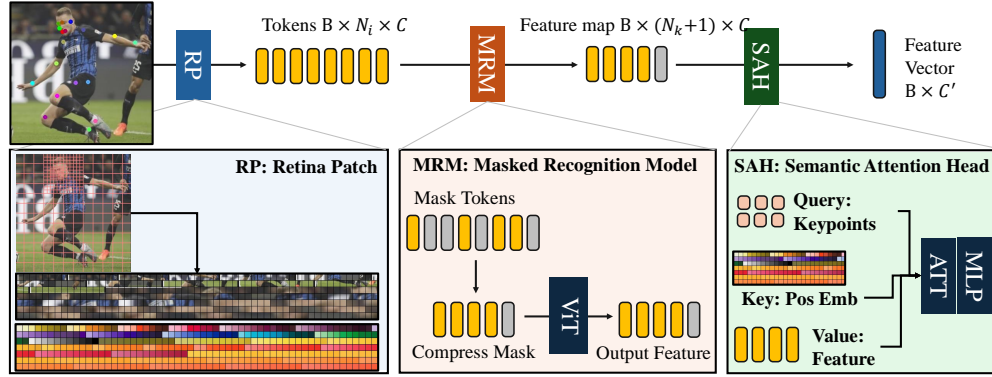 Tokens B × N_i × C
Feature map B × (N_k+1) × C
RP
MRM
SAH
Feature
Vector
B × C′
RP: Retina Patch
MRM: Masked Recognition Model
Mask Tokens
ViT
Compress Mask
Output Feature
SAH: Semantic Attention Head
Query:
Keypoints
Key: Pos Emb
Value:
Feature
ATT
MLP